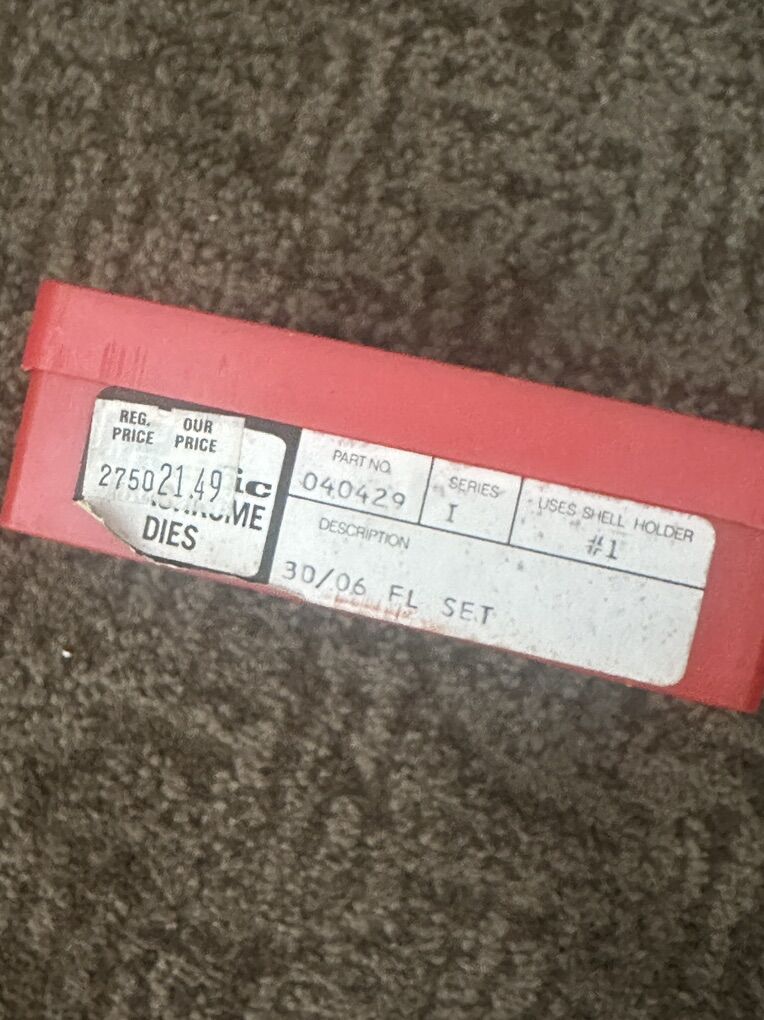 REG. PRICE
OUR PRICE
2750
21.49
ic
DIES
PART NO.
040429
SERIES
I
USES SHELL HOLDER
#1
DESCRIPTION
30/06 FL SET